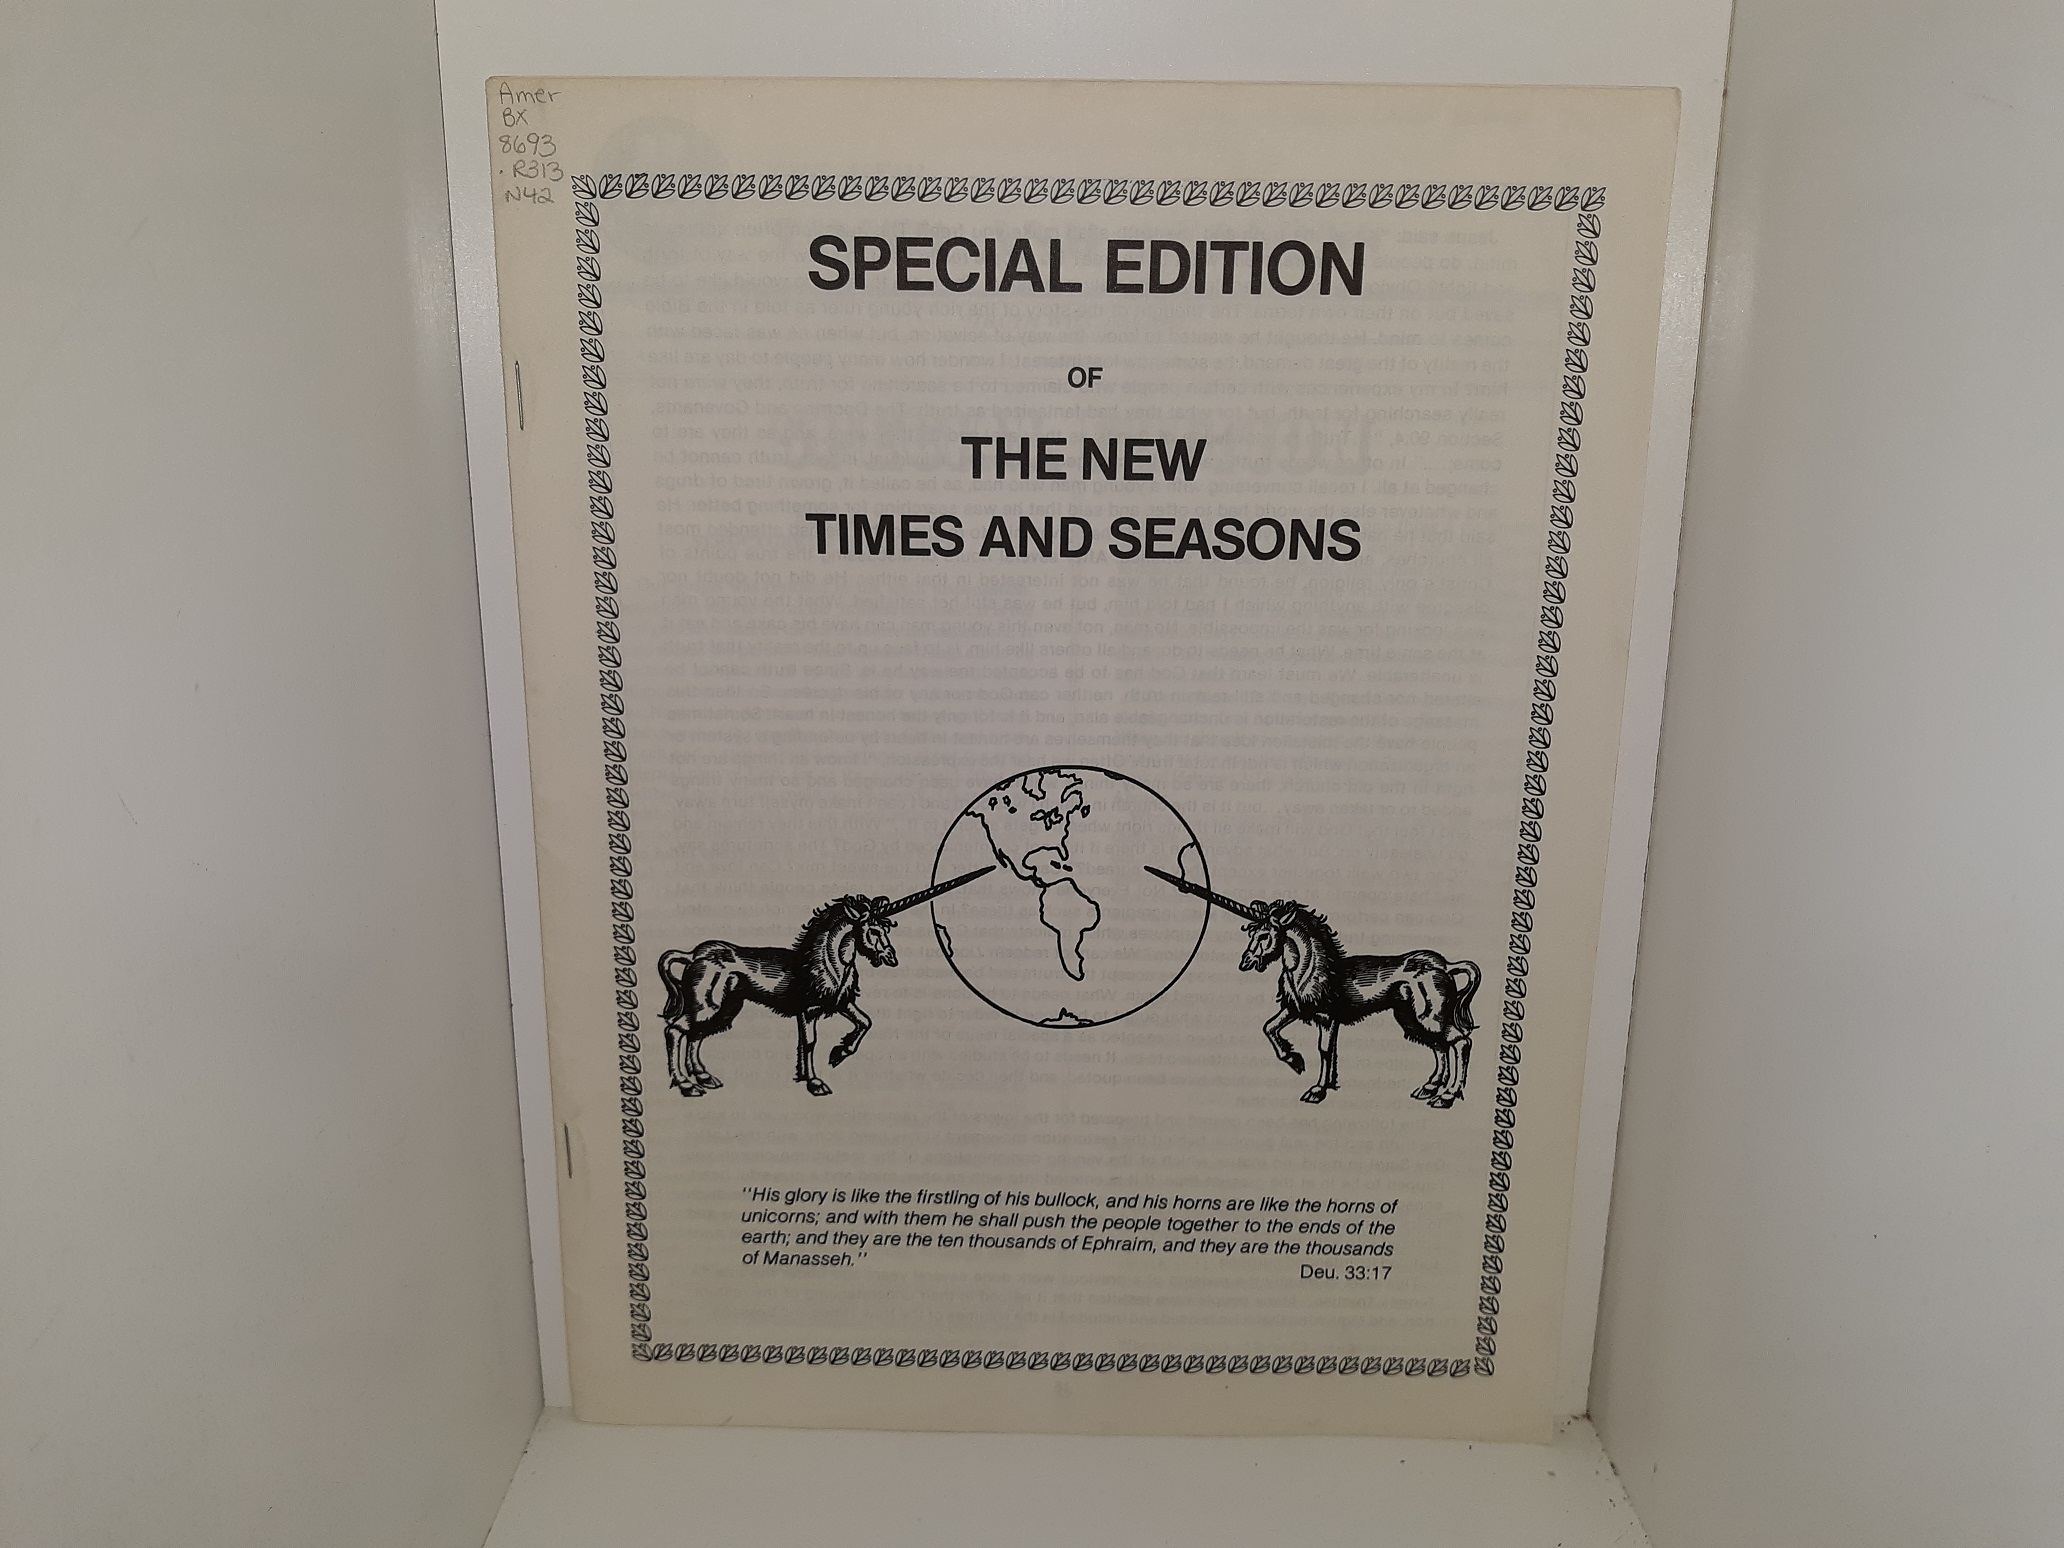 Amer
BX
8693
.R313
N42
SPECIAL EDITION
OF
THE NEW
TIMES AND SEASONS
"His glory is like the firstling of his bullock, and his horns are like the horns of
unicorns; and with them he shall push the people together to the ends of the
earth; and they are the ten thousands of Ephraim, and they are the thousands
of Manasseh."
Deu. 33:17